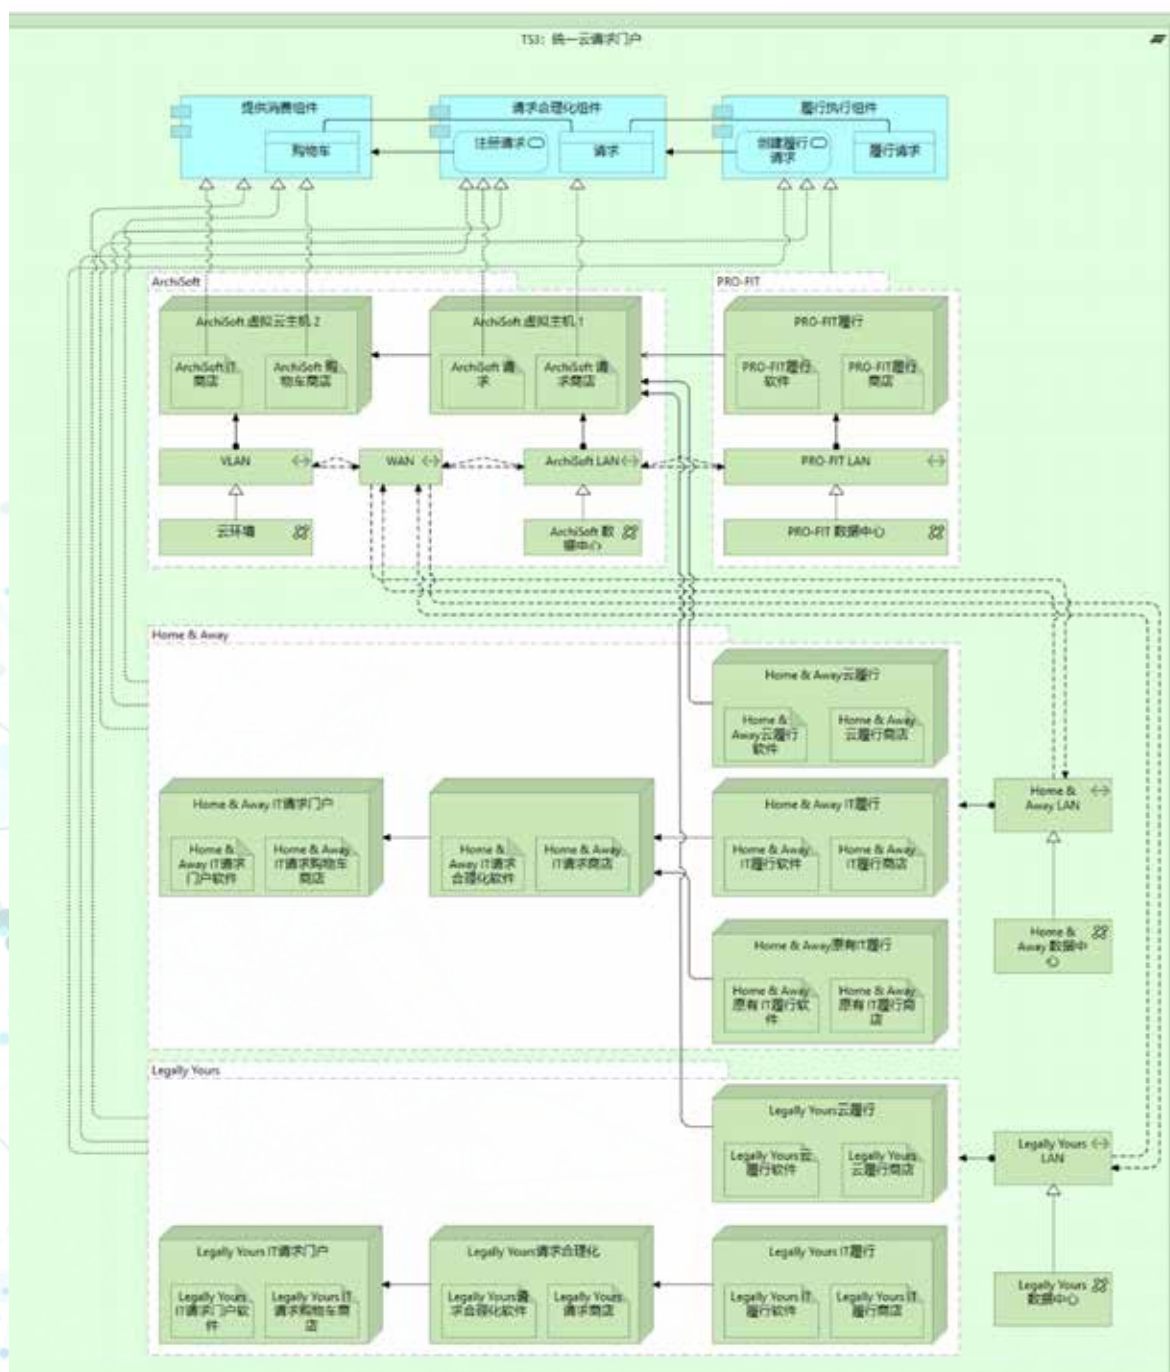 TS3：统一云请求门户
提供消费组件
请求合理化组件
履行执行组件
购物车
注册请求
请求
创建履行
请求
履行请求
ArchiSoft
PRO-FIT
ArchiSoft 虚拟云主机 2
ArchiSoft 虚拟主机 1
PRO-FIT履行
ArchiSoft IT
商店
ArchiSoft 购
物车商店
ArchiSoft 请
求
ArchiSoft 请
求商店
PRO-FIT履行
软件
PRO-FIT履行
商店
VLAN
WAN
ArchiSoft LAN
PRO-FIT LAN
云环境
ArchiSoft 数
据中心
PRO-FIT 数据中心
Home & Away
Home & Away云履行
Home &
Away云履行
软件
Home & Away
云履行商店
Home & Away IT请求门户
Home & Away IT履行
Home &
Away LAN
Home &
Away IT请求
门户软件
Home & Away
IT请求购物车
商店
Home &
Away IT请求
合理化软件
Home & Away
IT请求商店
Home & Away
IT履行软件
Home & Away
IT履行商店
Home & Away原有IT履行
Home &
Away 数据中
心
Home & Away
原有 IT履行软
件
Home & Away
原有 IT履行商
店
Legally Yours
Legally Yours云履行
Legally Yours云
履行软件
Legally Yours
云履行商店
Legally Yours
LAN
Legally Yours IT请求门户
Legally Yours请求合理化
Legally Yours IT履行
Legally Yours
IT请求门户软
件
Legally Yours IT
请求购物车商
店
Legally Yours请
求合理化软件
Legally Yours
请求商店
Legally Yours IT
履行软件
Legally Yours
IT履行商店
Legally Yours
数据中心